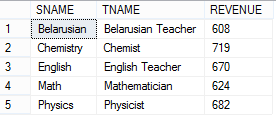 SNAME TNAME REVENUE
1 Belarusian Belarusian Teacher 608
2 Chemistry Chemist 719
3 English English Teacher 670
4 Math Mathematician 624
5 Physics Physicist 682